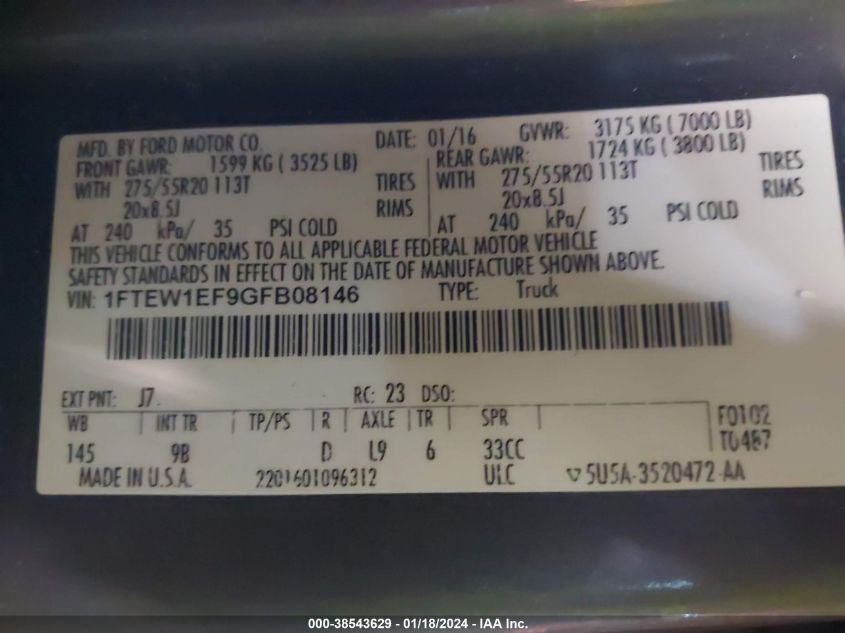 MFD. BY FORD MOTOR CO. DATE: 01/16 GVWR: 3175 KG ( 7000 LB)
FRONT GAWR: 1599 KG ( 3525 LB) REAR GAWR: 1724 KG ( 3800 LB)
WITH 275/55R20 113T TIRES WITH 275/55R20 113T TIRES
20x8.5J RIMS 20x8.5J RIMS
AT 240 kPa/ 35 PSI COLD AT 240 kPa/ 35 PSI COLD
THIS VEHICLE CONFORMS TO ALL APPLICABLE FEDERAL MOTOR VEHICLE
SAFETY STANDARDS IN EFFECT ON THE DATE OF MANUFACTURE SHOWN ABOVE.
VIN: 1FTEW1EF9GFB08146 TYPE: Truck
EXT PNT: J7 RC: 23 DSO:
WB INT TR TP/PS R AXLE TR SPR F0102
145 9B D L9 6 33CC T0487
MADE IN U.S.A. 2201601096312 ULC 5U5A-3520472-AA
000-38543629 - 01/18/2024 - IAA Inc.